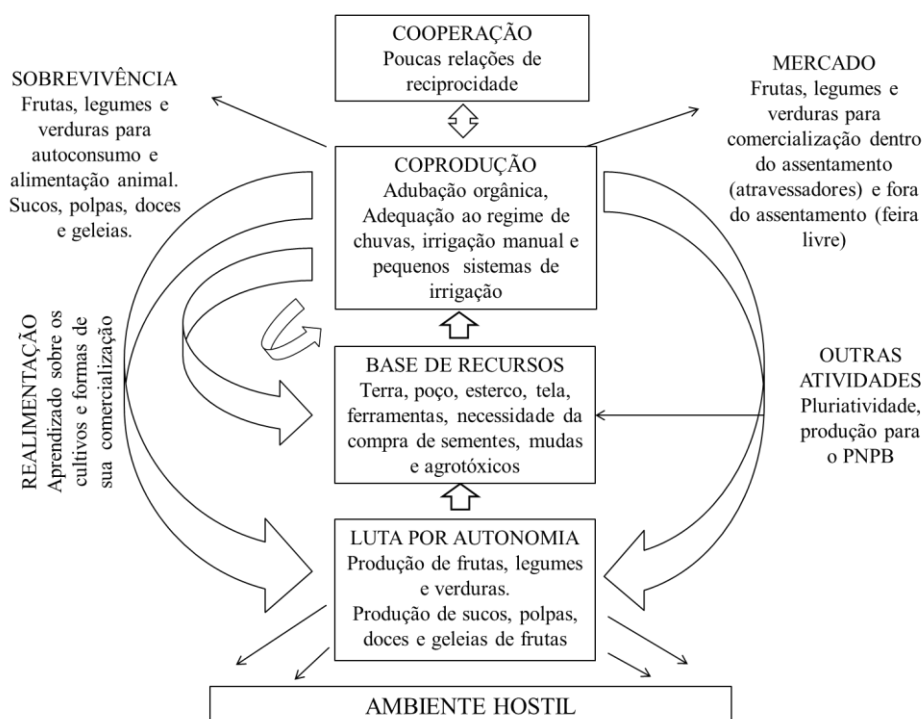 COOPERAÇÃO
Poucas relações de
reciprocidade
SOBREVIVÊNCIA
Frutas, legumes e
verduras para
autoconsumo e
alimentação animal.
Sucos, polpas, doces
e geleias.
MERCADO
Frutas, legumes e
verduras para
comercialização dentro
do assentamento
(atravessadores) e fora
do assentamento (feira
livre)
COPRODUÇÃO
Adubação orgânica,
Adequação ao regime de
chuvas, irrigação manual e
pequenos sistemas de
irrigação
REALIMENTAÇÃO
Aprendizado sobre os
cultivos e formas de
sua comercialização
BASE DE RECURSOS
Terra, poço, esterco, tela,
ferramentas, necessidade da
compra de sementes, mudas
e agrotóxicos
OUTRAS
ATIVIDADES
Pluriatividade,
produção para
o PNPB
LUTA POR AUTONOMIA
Produção de frutas, legumes
e verduras.
Produção de sucos, polpas,
doces e geleias de frutas
AMBIENTE HOSTIL